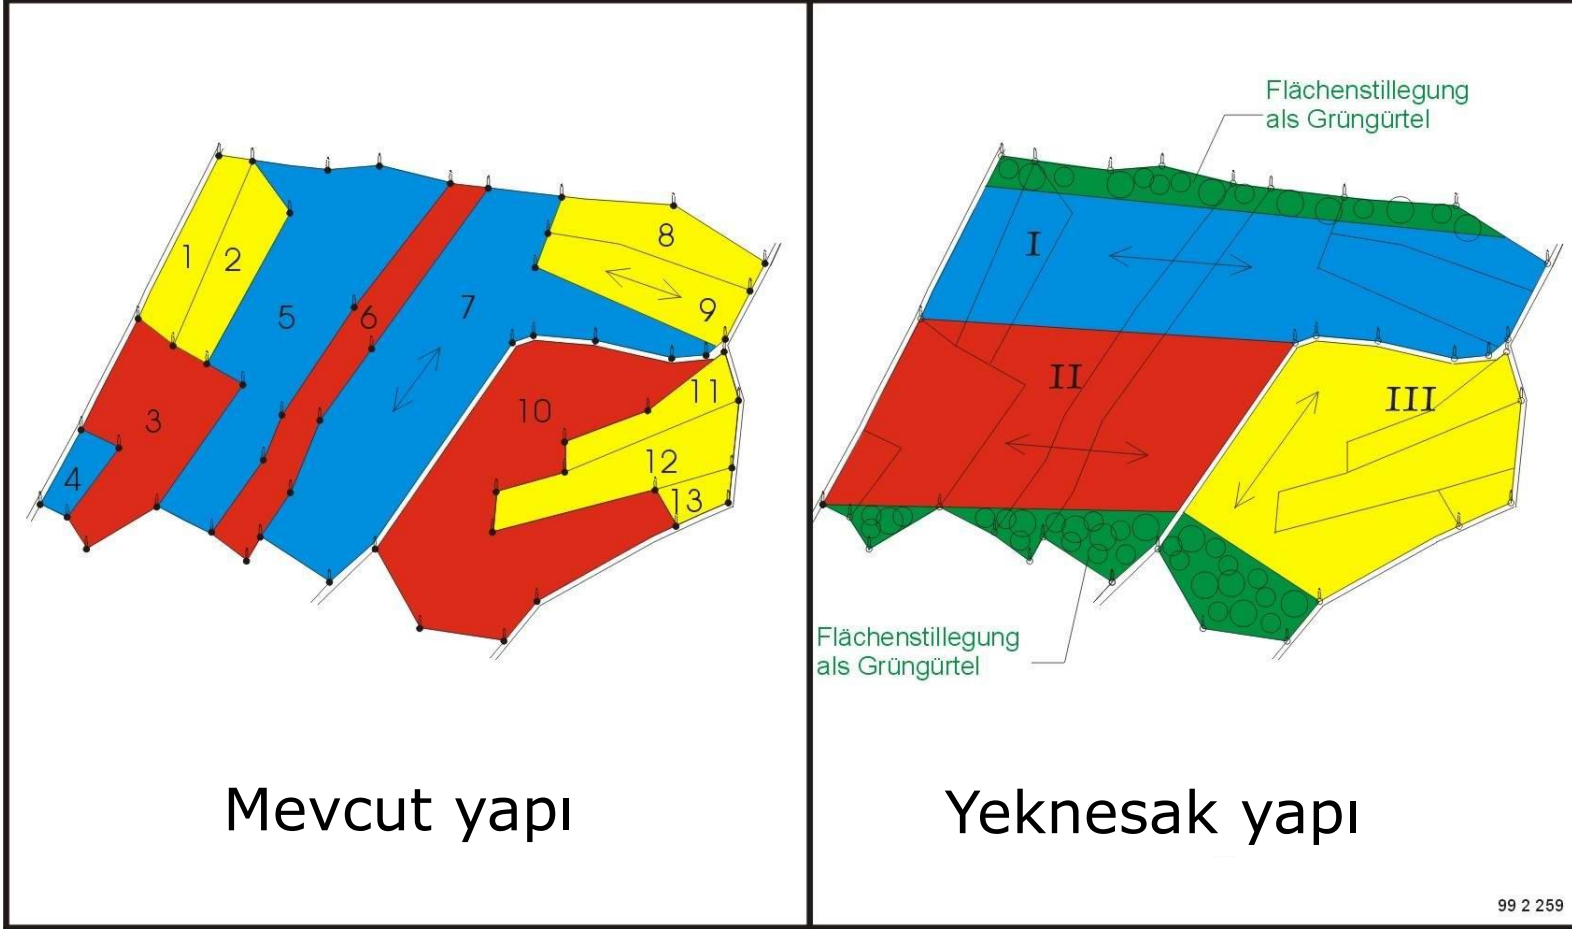 1
2
3
4
5
6
7
8
9
10
11
12
13
Mevcut yapı
Flächenstillegung
als Grüngürtel
I
II
III
Flächenstillegung
als Grüngürtel
Yeknesak yapı
99 2 259